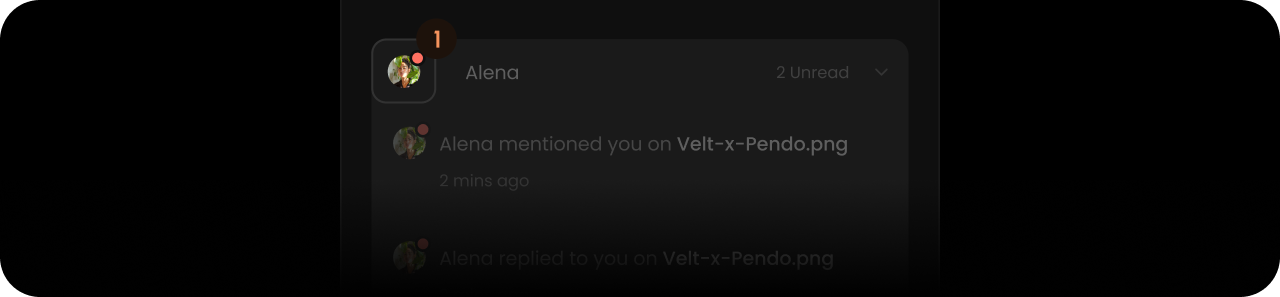 1
Alena
2 Unread
Alena mentioned you on Velt-x-Pendo.png
2 mins ago
Alena replied to you on Velt-x-Pendo.png